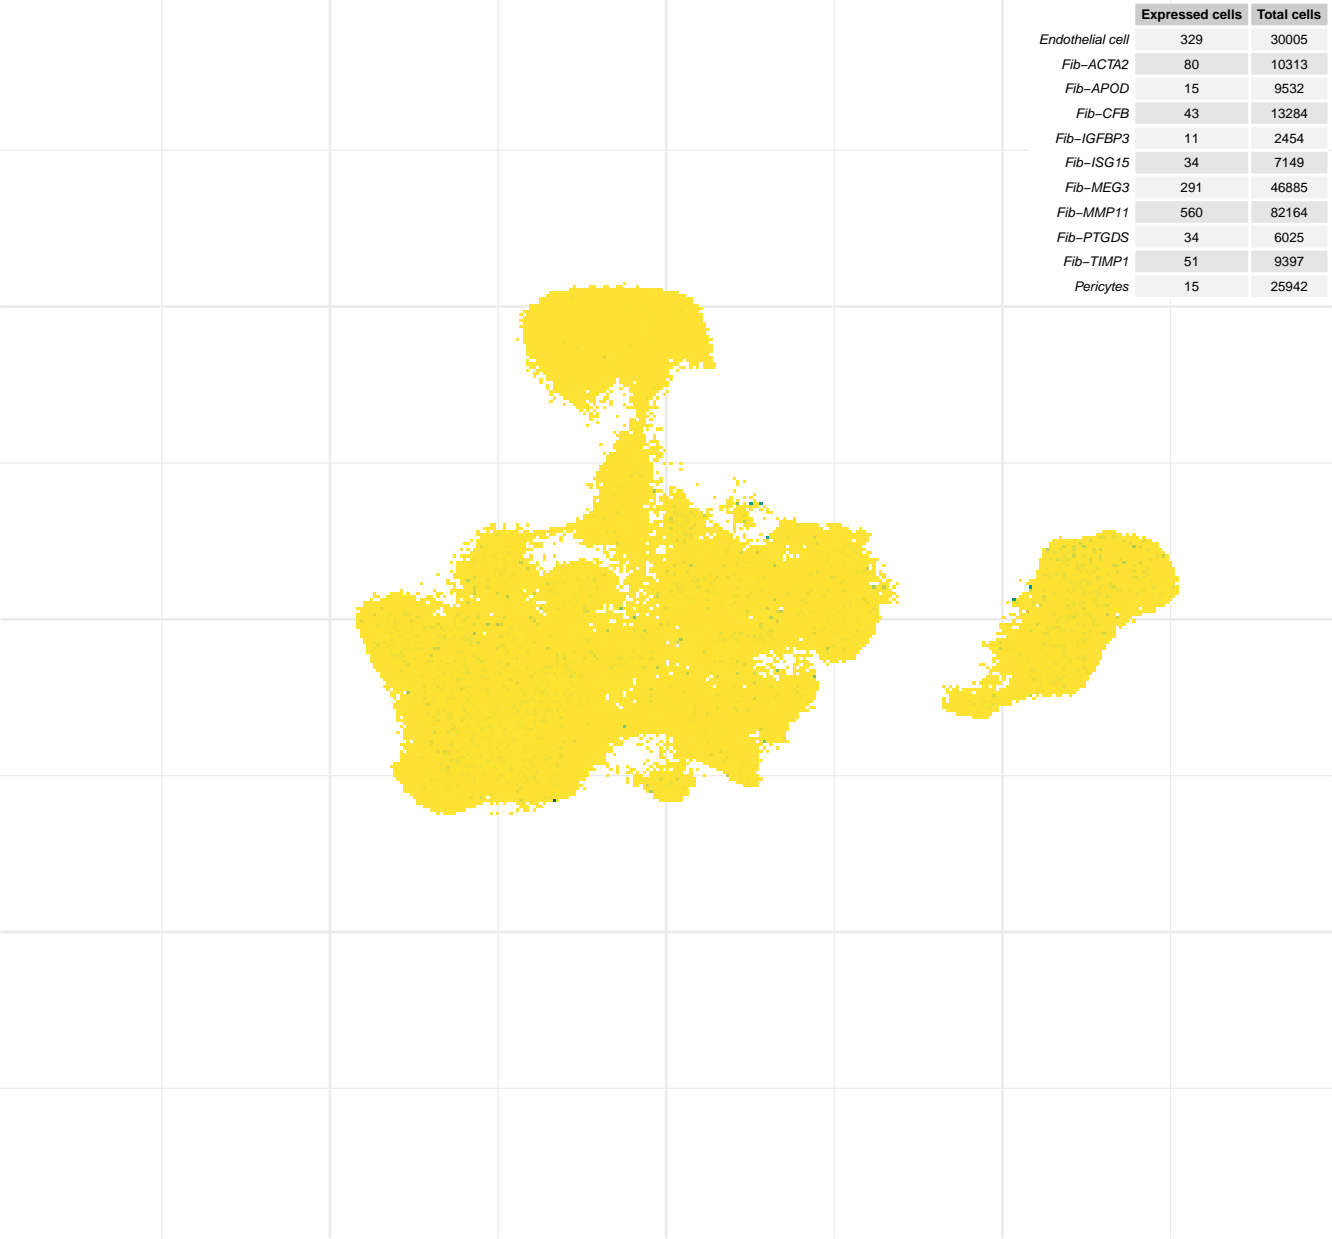 Expressed cells Total cells
Endothelial cell 329 30005
Fib−ACTA2 80 10313
Fib−APOD 15 9532
Fib−CFB 43 13284
Fib−IGFBP3 11 2454
Fib−ISG15 34 7149
Fib−MEG3 291 46885
Fib−MMP11 560 82164
Fib−PTGDS 34 6025
Fib−TIMP1 51 9397
Pericytes 15 25942